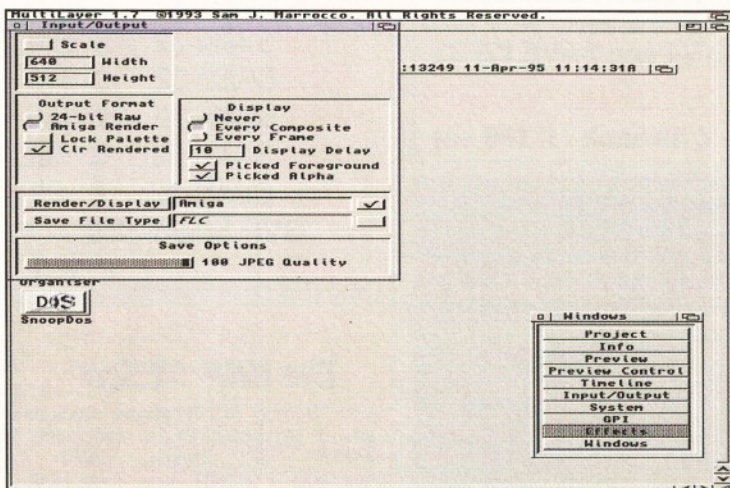 MultiLayer 1.7 ©1993 Sam J. Marrocco. All Rights Reserved.
Input/Output
Scale
640 Width
512 Height
:13249 11-Apr-95 11:14:31A
Output Format
24-bit Raw
Amiga Render
Lock Palette
Clr Rendered
Display
Never
Every Composite
Every Frame
10 Display Delay
Picked Foreground
Picked Alpha
Render/Display Amiga
Save File Type FLC
Save Options
100 JPEG Quality
Organiser
DOS
SnoopDos
Windows
Project
Info
Preview
Preview Control
Timeline
Input/Output
System
GPI
Effects
Windows